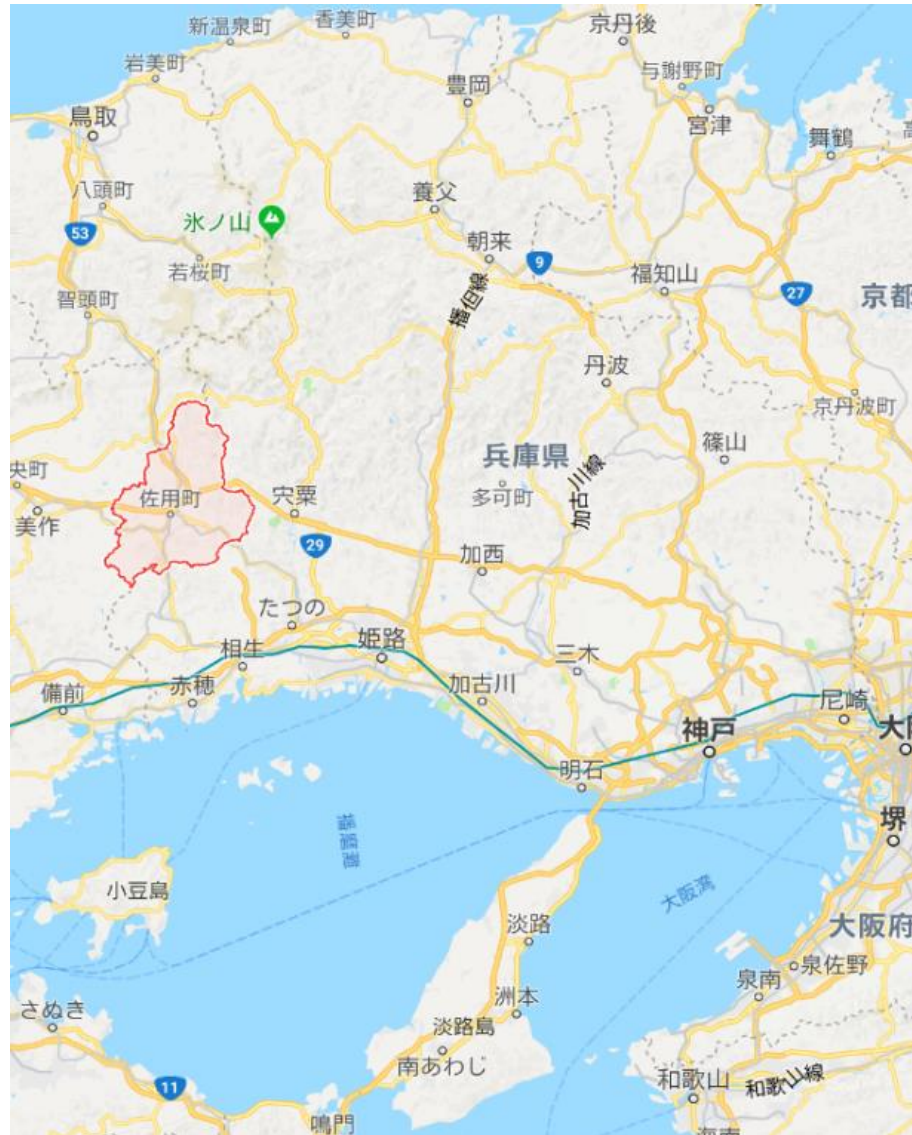 新温泉町
香美町
京丹後
岩美町
与謝野町
豊岡
鳥取
宮津
舞鶴
八頭町
養父
氷ノ山
53
朝来
9
若桜町
福知山
27
智頭町
播但線
京都
丹波
京丹波町
兵庫県
篠山
央町
加古川線
多可町
佐用町
宍粟
美作
29
加西
たつの
相生
姫路
三木
備前
赤穂
加古川
尼崎
神戸
大阪
明石
播磨灘
堺
小豆島
大阪湾
淡路
大阪府
泉佐野
泉南
さぬき
洲本
淡路島
南あわじ
11
和歌山
和歌山線
鳴門
海南